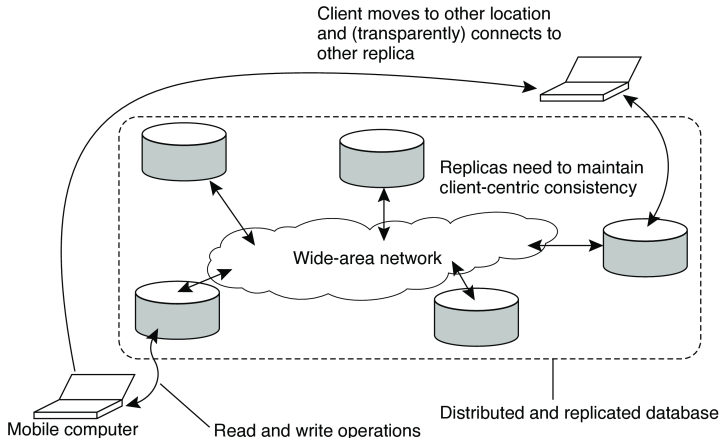 Client moves to other location
and (transparently) connects to
other replica
Replicas need to maintain
client-centric consistency
Wide-area network
Distributed and replicated database
Mobile computer
Read and write operations